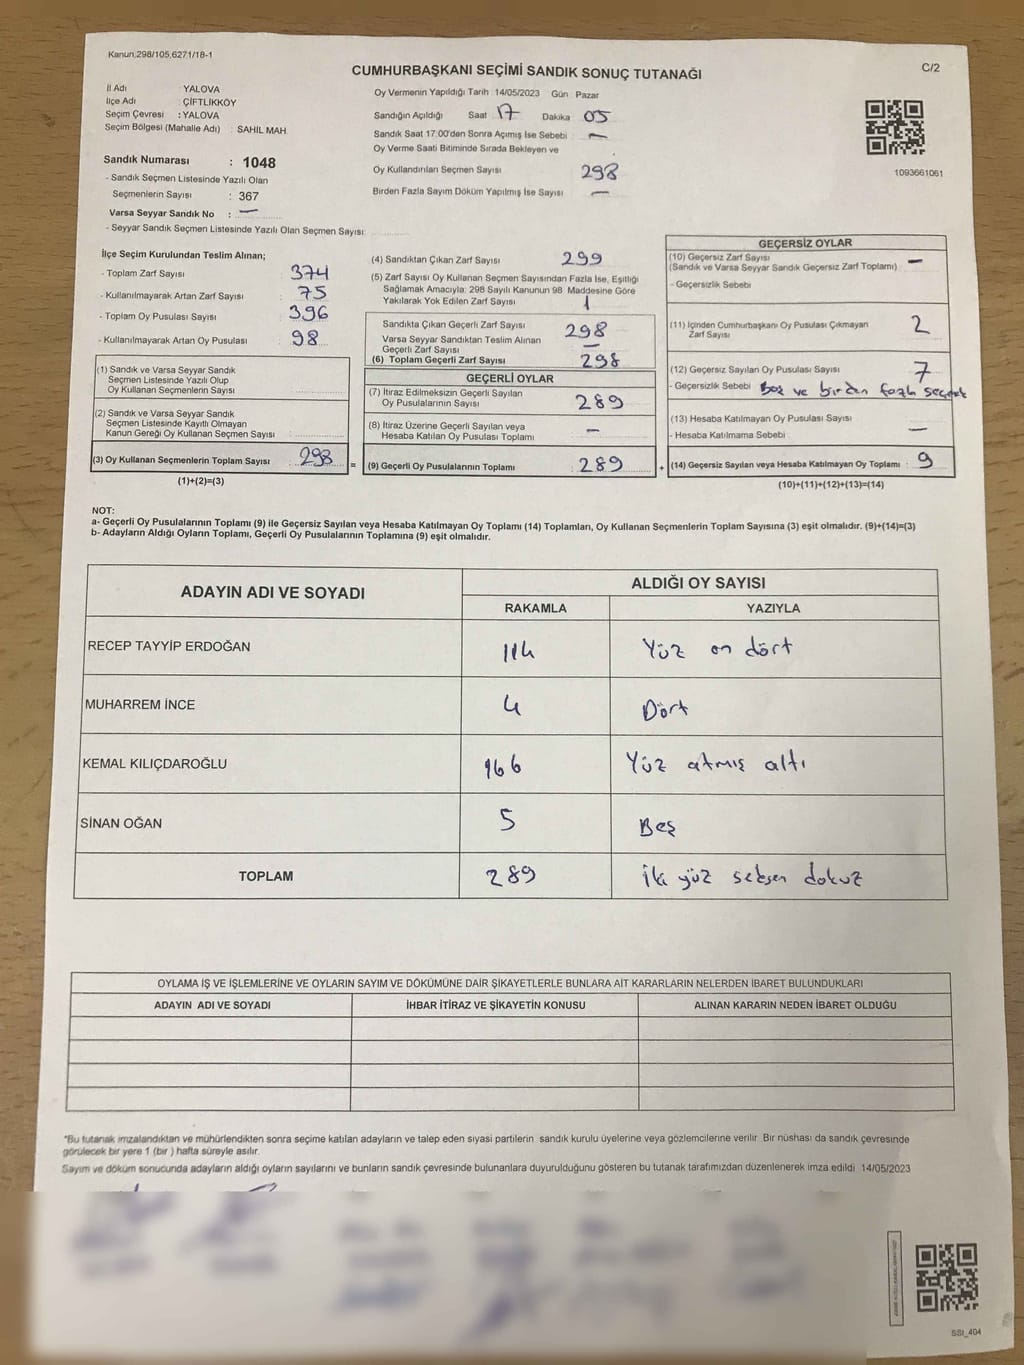 Kanun:298/105,6271/18-1
C/2
CUMHURBAŞKANI SEÇİMİ SANDIK SONUÇ TUTANAĞI
İl Adı : YALOVA
İlçe Adı : ÇİFTLİKKÖY
Seçim Çevresi : YALOVA
Seçim Bölgesi (Mahalle Adı) : SAHİL MAH.
Sandık Numarası : 1048
- Sandık Seçmen Listesinde Yazılı Olan
Seçmenlerin Sayısı : 367
Varsa Seyyar Sandık No : —
- Seyyar Sandık Seçmen Listesinde Yazılı Olan Seçmen Sayısı:
Oy Vermenin Yapıldığı Tarih : 14/05/2023 Gün : Pazar
Sandığın Açıldığı Saat : 17 Dakika : 05
Sandık Saat 17:00'den Sonra Açımış İse Sebebi : —
Oy Verme Saati Bitiminde Sırada Bekleyen ve
Oy Kullandırılan Seçmen Sayısı : 298
Birden Fazla Sayım Döküm Yapılmış İse Sayısı : —
1093661061
İlçe Seçim Kurulundan Teslim Alınan;
- Toplam Zarf Sayısı : 374
- Kullanılmayarak Artan Zarf Sayısı : 75
- Toplam Oy Pusulası Sayısı : 396
- Kullanılmayarak Artan Oy Pusulası : 98
(1) Sandık ve Varsa Seyyar Sandık
Seçmen Listesinde Yazılı Olup
Oy Kullanan Seçmenlerin Sayısı :
(2) Sandık ve Varsa Seyyar Sandık
Seçmen Listesinde Kayıtlı Olmayan
Kanun Gereği Oy Kullanan Seçmen Sayısı :
(3) Oy Kullanan Seçmenlerin Toplam Sayısı : 298
(1)+(2)=(3)
(4) Sandıktan Çıkan Zarf Sayısı : 299
(5) Zarf Sayısı Oy Kullanan Seçmen Sayısından Fazla İse, Eşitliği
Sağlamak Amacıyla; 298 Sayılı Kanunun 98. Maddesine Göre
Yakılarak Yok Edilen Zarf Sayısı : 1
Sandıkta Çıkan Geçerli Zarf Sayısı : 298
Varsa Seyyar Sandıktan Teslim Alınan
Geçerli Zarf Sayısı : —
(6) Toplam Geçerli Zarf Sayısı : 298
GEÇERLİ OYLAR
(7) İtiraz Edilmeksizin Geçerli Sayılan
Oy Pusulalarının Sayısı : 289
(8) İtiraz Üzerine Geçerli Sayılan veya
Hesaba Katılan Oy Pusulası Toplamı : —
= (9) Geçerli Oy Pusulalarının Toplamı : 289
GEÇERSİZ OYLAR
(10) Geçersiz Zarf Sayısı : —
(Sandık ve Varsa Seyyar Sandık Geçersiz Zarf Toplamı)
- Geçersizlik Sebebi :
(11) İçinden Cumhurbaşkanı Oy Pusulası Çıkmayan
Zarf Sayısı : 2
(12) Geçersiz Sayılan Oy Pusulası Sayısı : 7
- Geçersizlik Sebebi : Boş ve birden fazla seçenek
(13) Hesaba Katılmayan Oy Pusulası Sayısı : —
- Hesaba Katılmama Sebebi :
+ (14) Geçersiz Sayılan veya Hesaba Katılmayan Oy Toplamı : 9
(10)+(11)+(12)+(13)=(14)
NOT:
a- Geçerli Oy Pusulalarının Toplamı (9) ile Geçersiz Sayılan veya Hesaba Katılmayan Oy Toplamı (14) Toplamları, Oy Kullanan Seçmenlerin Toplam Sayısına (3) eşit olmalıdır. (9)+(14)=(3)
b- Adayların Aldığı Oyların Toplamı, Geçerli Oy Pusulalarının Toplamına (9) eşit olmalıdır.
ADAYIN ADI VE SOYADI
ALDIĞI OY SAYISI
RAKAMLA YAZIYLA
RECEP TAYYİP ERDOĞAN 114 Yüz on dört
MUHARREM İNCE 4 Dört
KEMAL KILIÇDAROĞLU 166 Yüz atmış altı
SİNAN OĞAN 5 Beş
TOPLAM 289 İki yüz seksen dokuz
OYLAMA İŞ VE İŞLEMLERİNE VE OYLARIN SAYIM VE DÖKÜMÜNE DAİR ŞİKAYETLERLE BUNLARA AİT KARARLARIN NELERDEN İBARET BULUNDUKLARI
ADAYIN ADI VE SOYADI İHBAR İTİRAZ VE ŞİKAYETİN KONUSU ALINAN KARARIN NEDEN İBARET OLDUĞU
*Bu tutanak imzalandıktan ve mühürlendikten sonra seçime katılan adayların ve talep eden siyasi partilerin sandık kurulu üyelerine veya gözlemcilerine verilir. Bir nüshası da sandık çevresinde
görülecek bir yere 1 (bir ) hafta süreyle asılır.
Sayım ve döküm sonucunda adayların aldığı oyların sayılarını ve bunların sandık çevresinde bulunanlara duyurulduğunu gösteren bu tutanak tarafımızdan düzenlenerek imza edildi. 14/05/2023
SSI_404